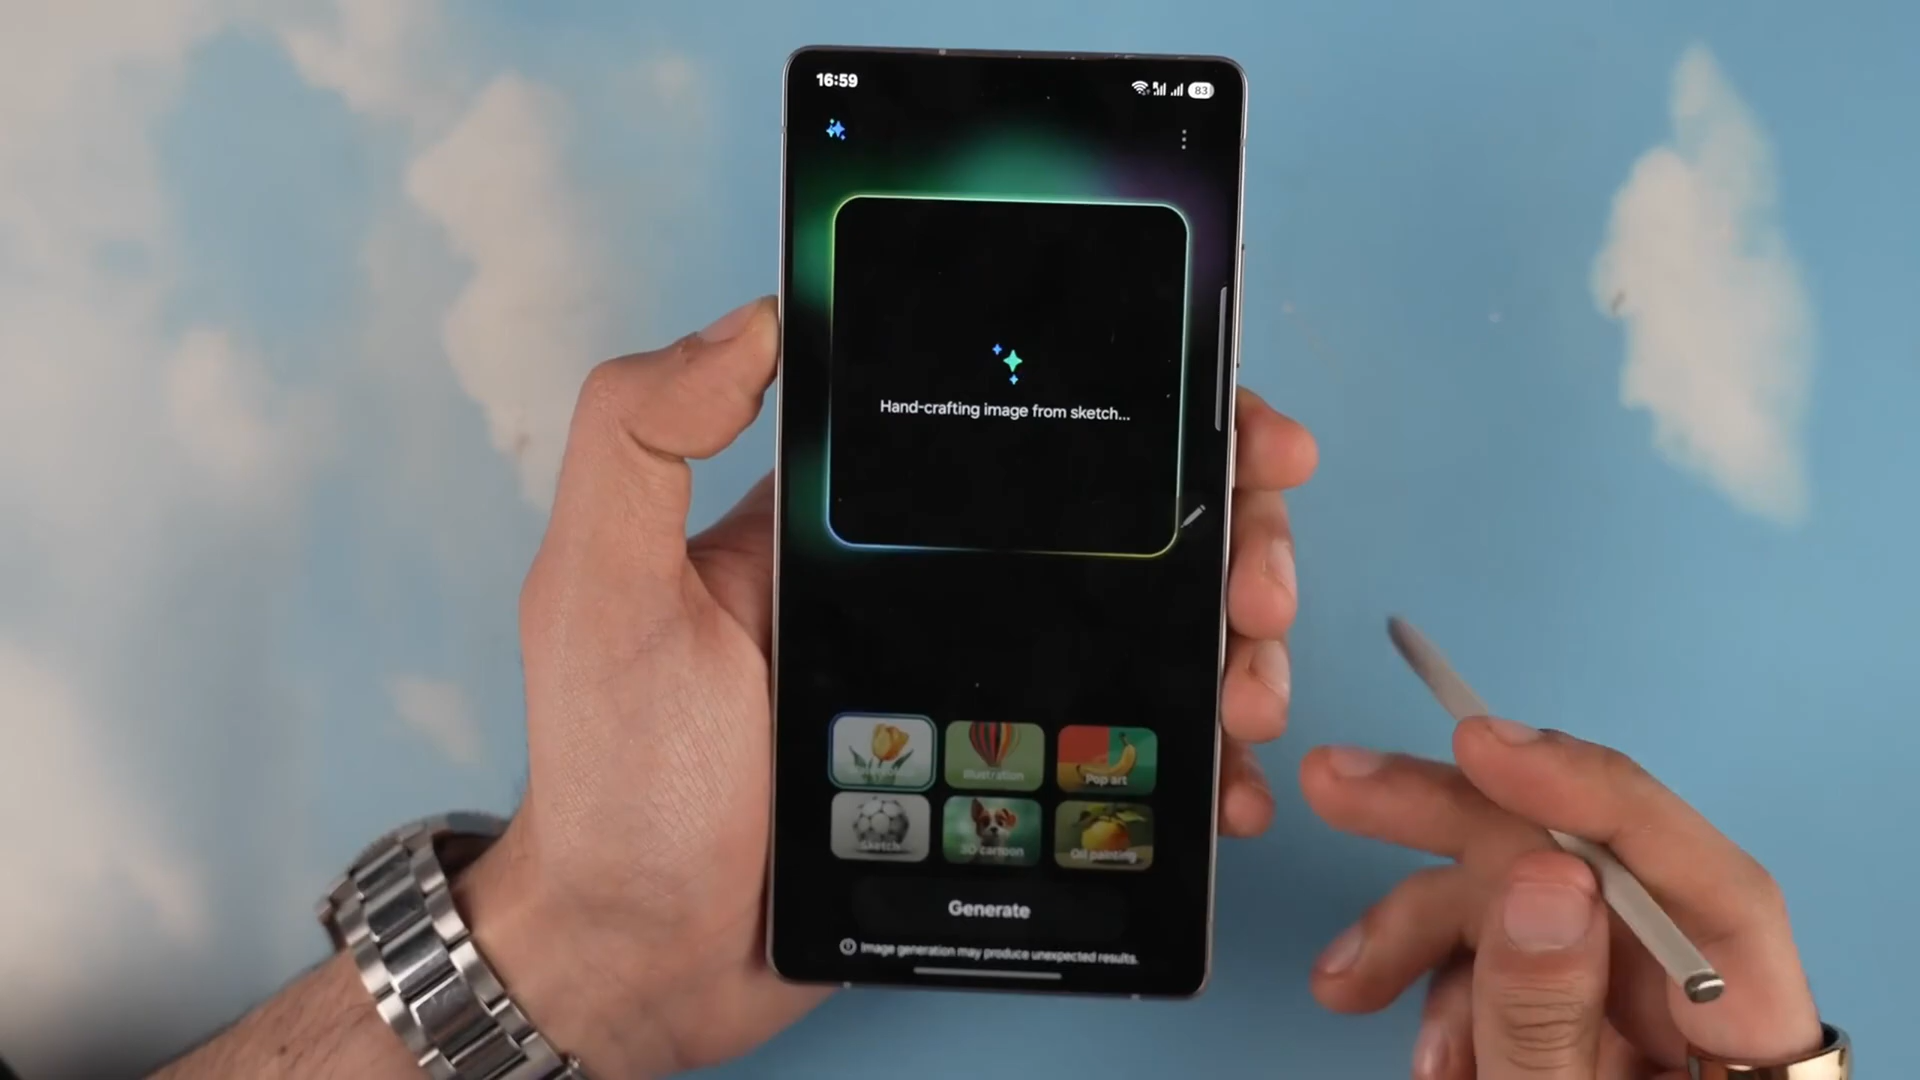 16:59
83
Hand-crafting image from sketch...
Illustration
Pop art
Sketch
3D cartoon
Oil painting
Generate
Image generation may produce unexpected results.